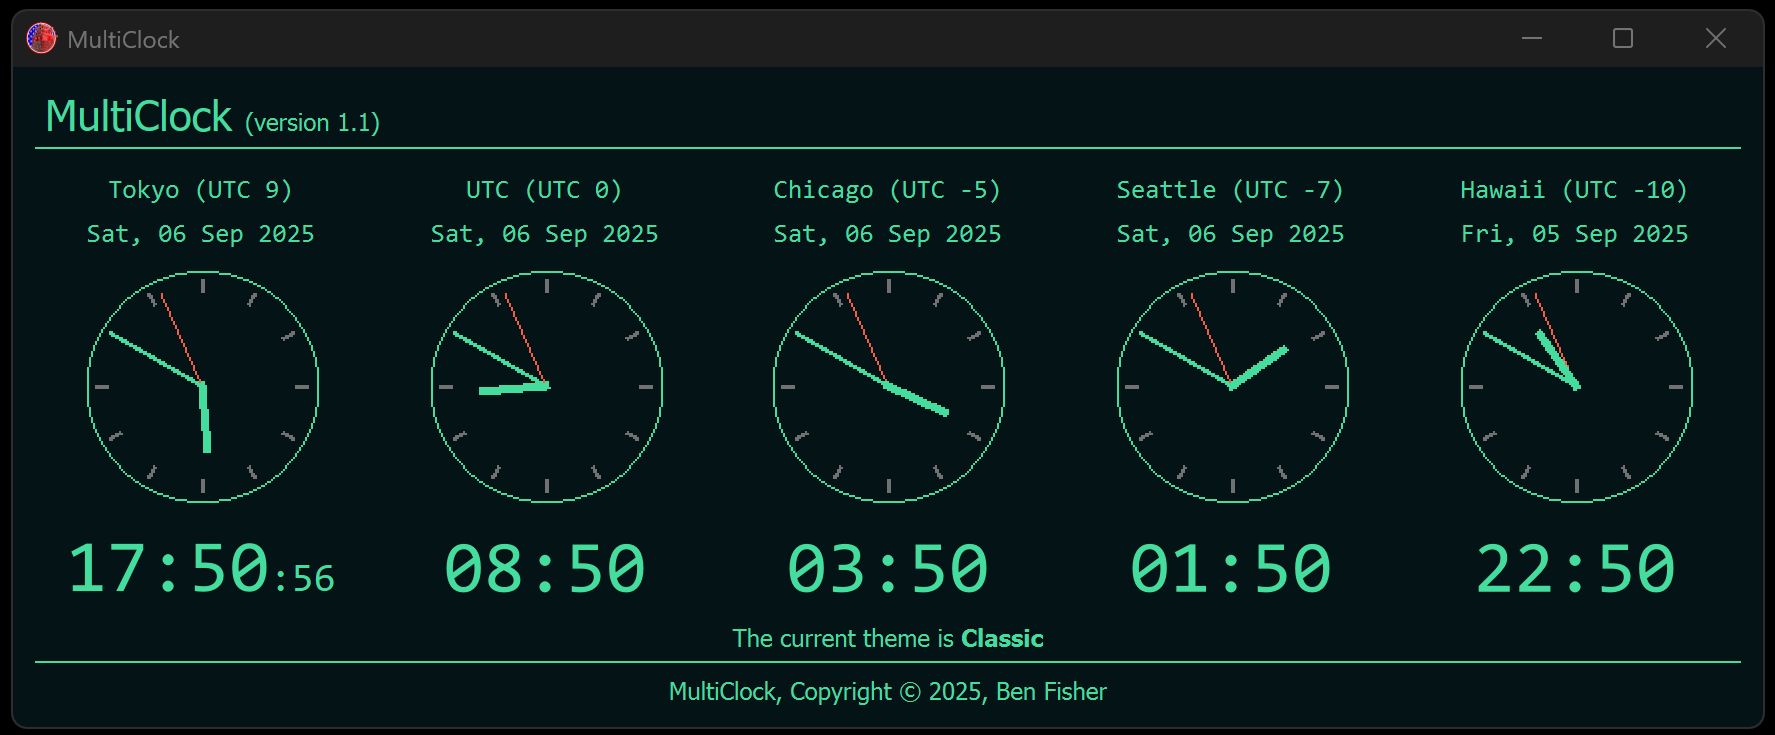 MultiClock
MultiClock (version 1.1)
Tokyo (UTC 9)
Sat, 06 Sep 2025
17:50:56
UTC (UTC 0)
Sat, 06 Sep 2025
08:50
Chicago (UTC -5)
Sat, 06 Sep 2025
03:50
Seattle (UTC -7)
Sat, 06 Sep 2025
01:50
Hawaii (UTC -10)
Fri, 05 Sep 2025
22:50
The current theme is Classic
MultiClock, Copyright © 2025, Ben Fisher